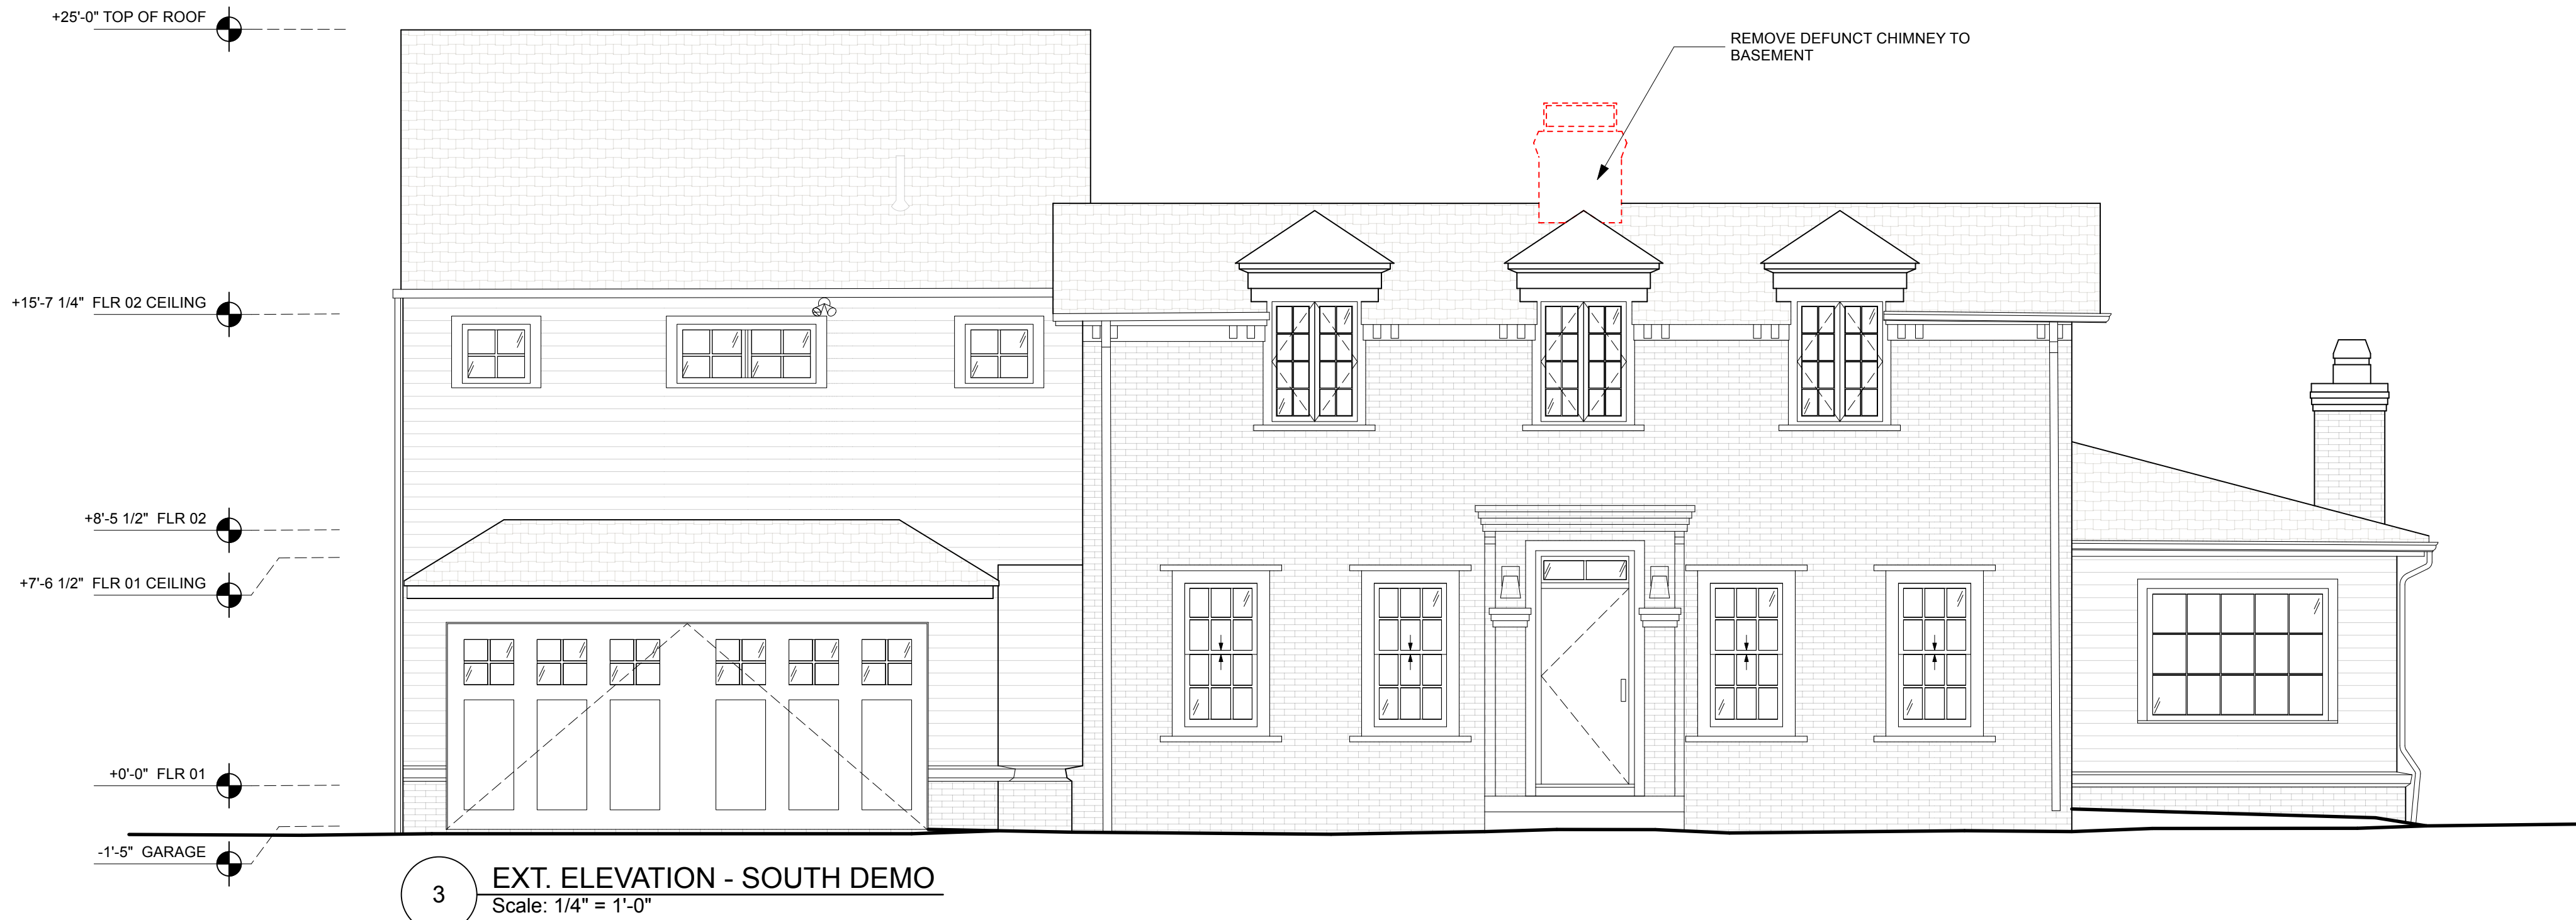 +25'-0" TOP OF ROOF
REMOVE DEFUNCT CHIMNEY TO
BASEMENT
+15'-7 1/4" FLR 02 CEILING
+8'-5 1/2" FLR 02
+7'-6 1/2" FLR 01 CEILING
+0'-0" FLR 01
-1'-5" GARAGE
3
EXT. ELEVATION - SOUTH DEMO
Scale: 1/4" = 1'-0"